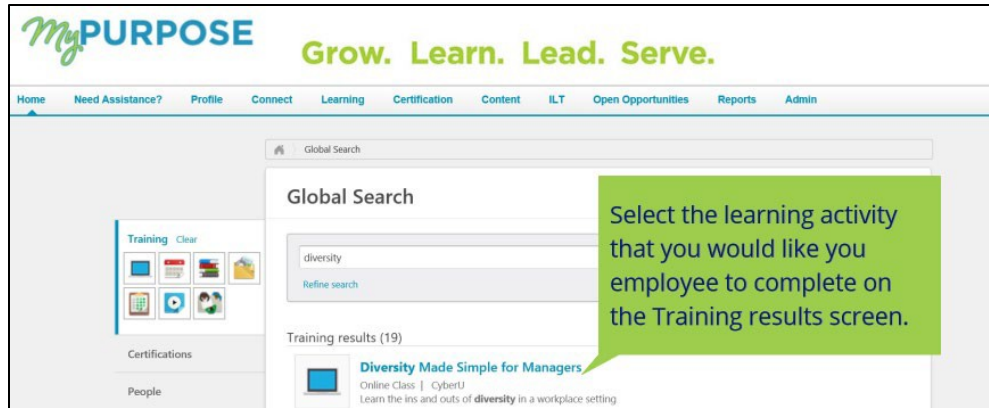 MyPURPOSE
Grow. Learn. Lead. Serve.
Home Need Assistance? Profile Connect Learning Certification Content ILT Open Opportunities Reports Admin
Global Search
Global Search
Training Clear
diversity
Refine search
Select the learning activity
that you would like you
employee to complete on
the Training results screen.
Training results (19)
Certifications
People
Diversity Made Simple for Managers
Online Class | CyberU
Learn the ins and outs of diversity in a workplace setting